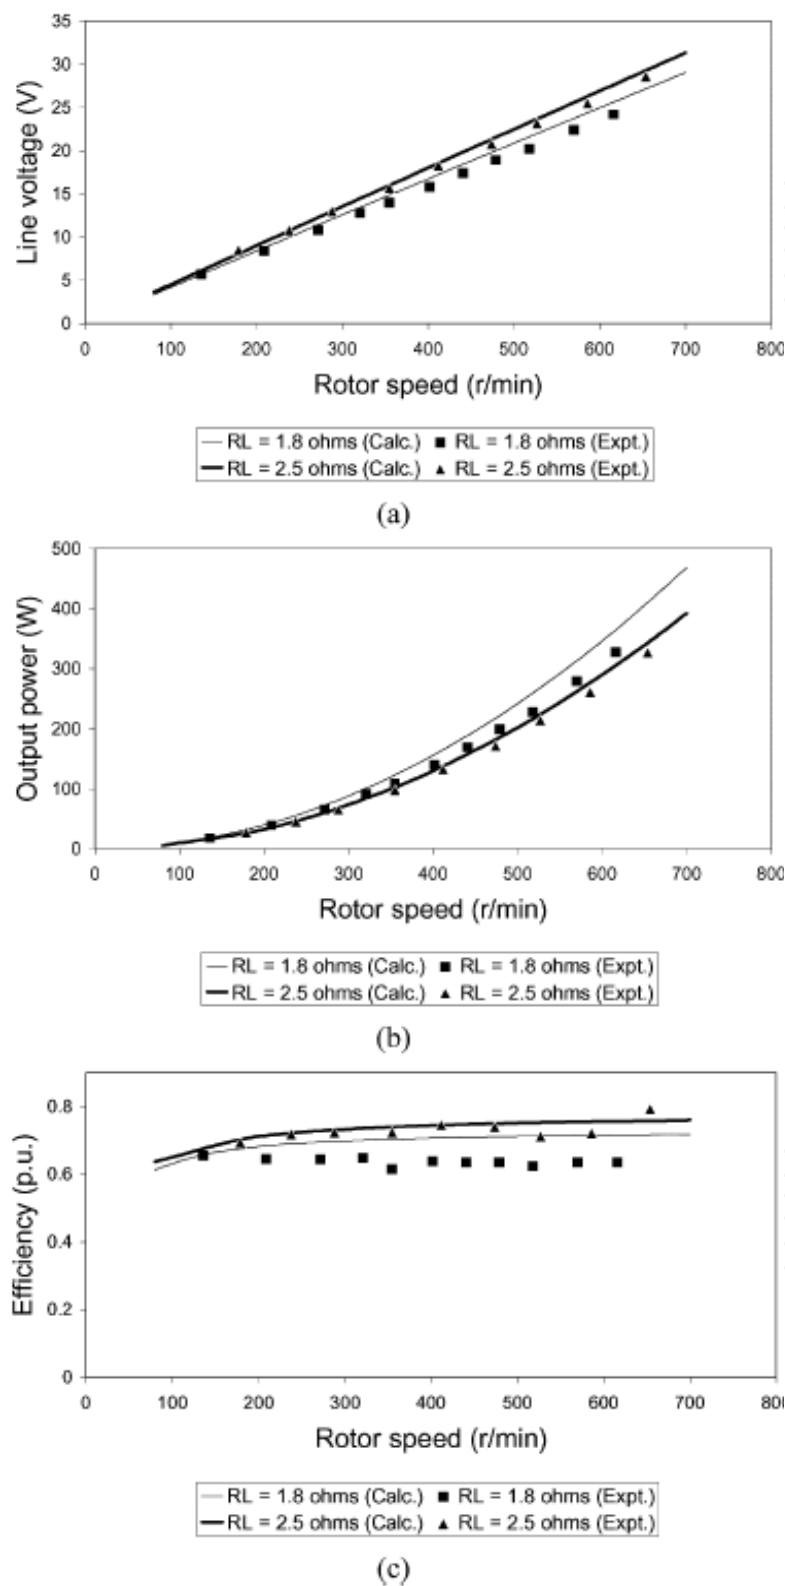 35
30
25
20
15
10
5
0
Line voltage (V)
0 100 200 300 400 500 600 700 800
Rotor speed (r/min)
RL = 1.8 ohms (Calc.) RL = 1.8 ohms (Expt.)
RL = 2.5 ohms (Calc.) RL = 2.5 ohms (Expt.)
(a)
500
400
300
200
100
0
Output power (W)
0 100 200 300 400 500 600 700 800
Rotor speed (r/min)
RL = 1.8 ohms (Calc.) RL = 1.8 ohms (Expt.)
RL = 2.5 ohms (Calc.) RL = 2.5 ohms (Expt.)
(b)
0.8
0.6
0.4
0.2
0
Efficiency (p.u.)
0 100 200 300 400 500 600 700 80
Rotor speed (r/min)
RL = 1.8 ohms (Calc.) RL = 1.8 ohms (Expt.)
RL = 2.5 ohms (Calc.) RL = 2.5 ohms (Expt.)
(c)